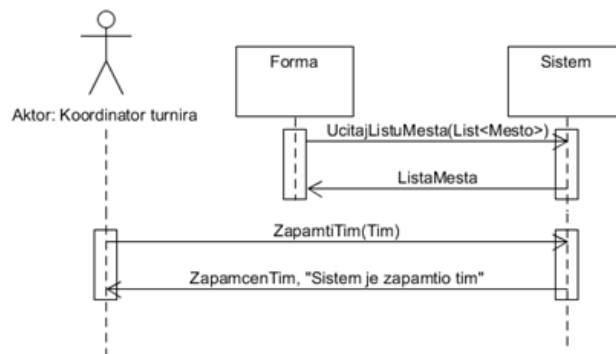 Forma
Sistem
Aktor: Koordinator turnira
UcitajListuMesta(List<Mesto>)
ListaMesta
ZapamtiTim(Tim)
ZapamcenTim, "Sistem je zapamtio tim"